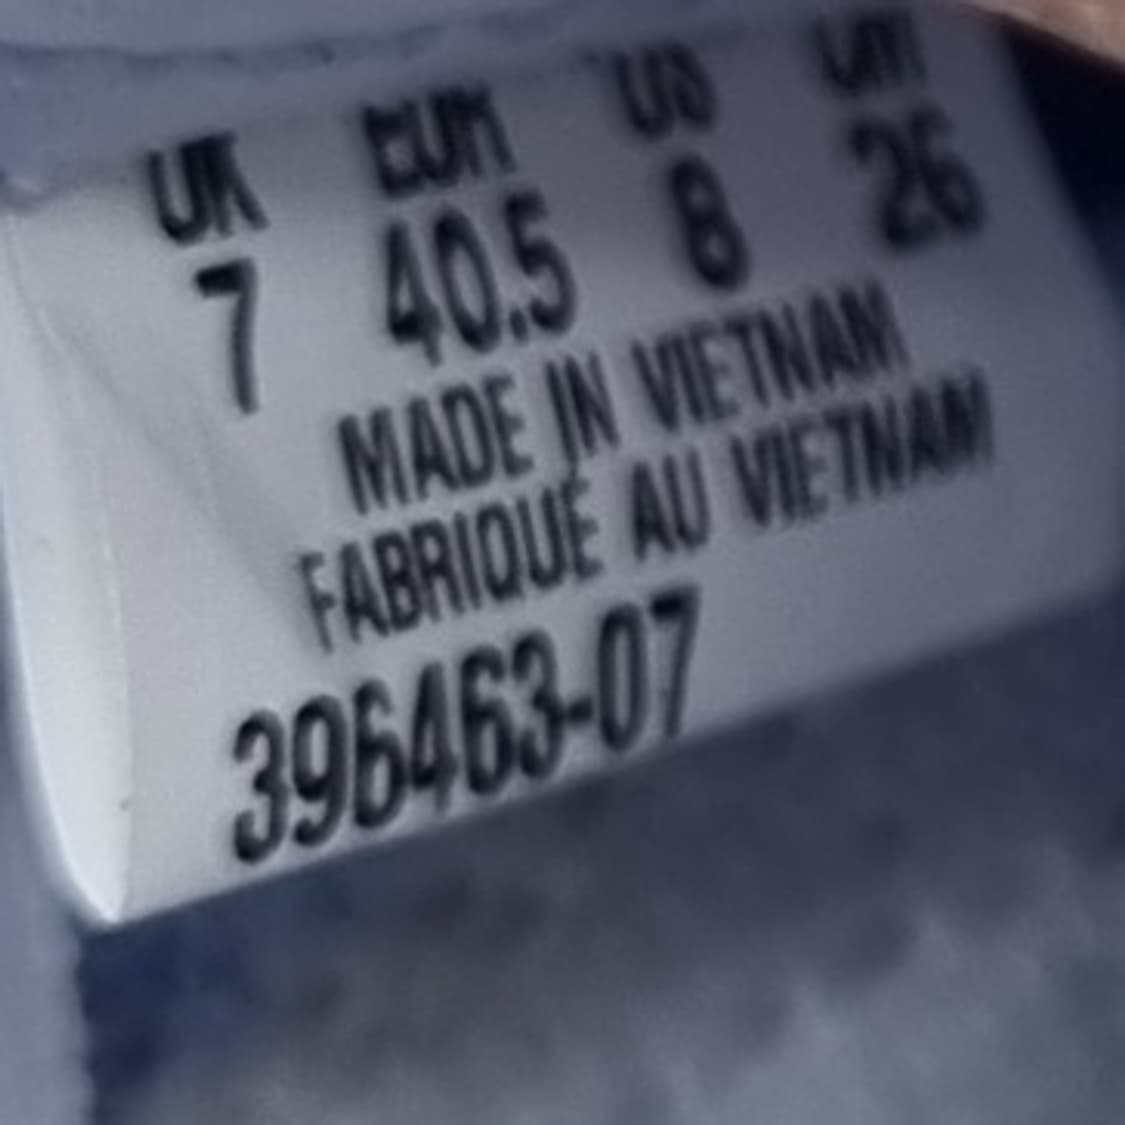 UK EUR US CM
7 40.5 8 26
MADE IN VIETNAM
FABRIQUÉ AU VIETNAM
396463-07